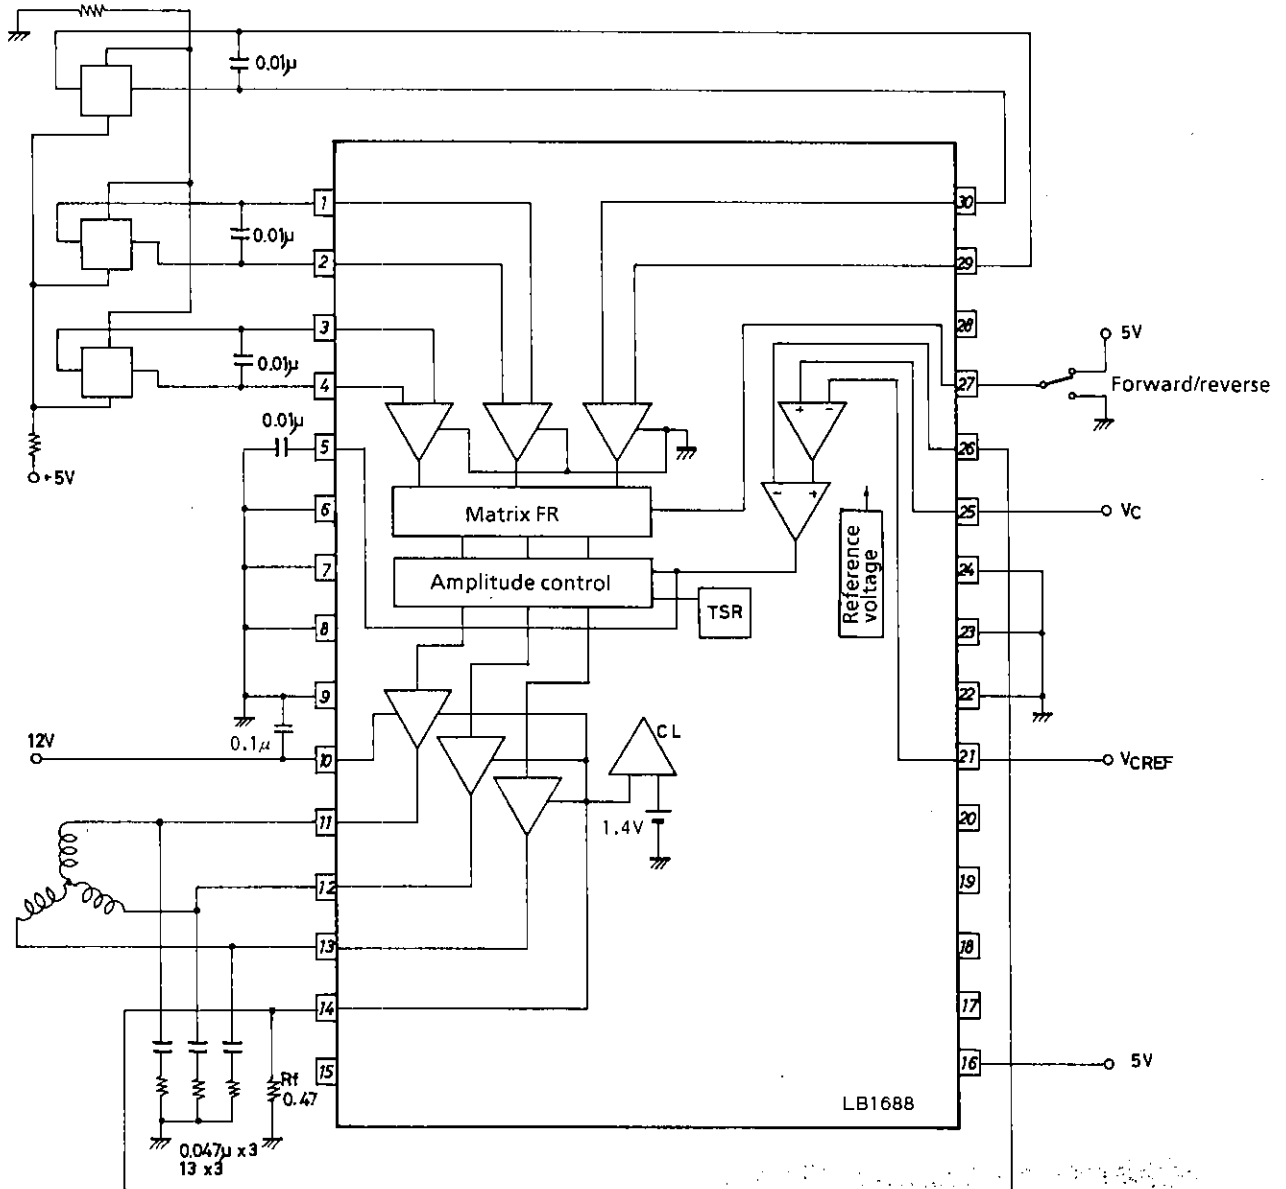 0.01μ
1
30
0.01μ
2
29
3
28
5V
0.01μ
4
27
Forward/reverse
+ −
0.01μ
5
26
+5V
− +
6
Matrix FR
25
VC
7
Amplitude control
Reference
voltage
24
8
TSR
23
9
22
12V
0.1μ
10
CL
21
VCREF
11
1.4V
20
12
19
13
18
14
17
15
Rf
0.47
16
5V
LB1688
0.047μ x3
13 x3